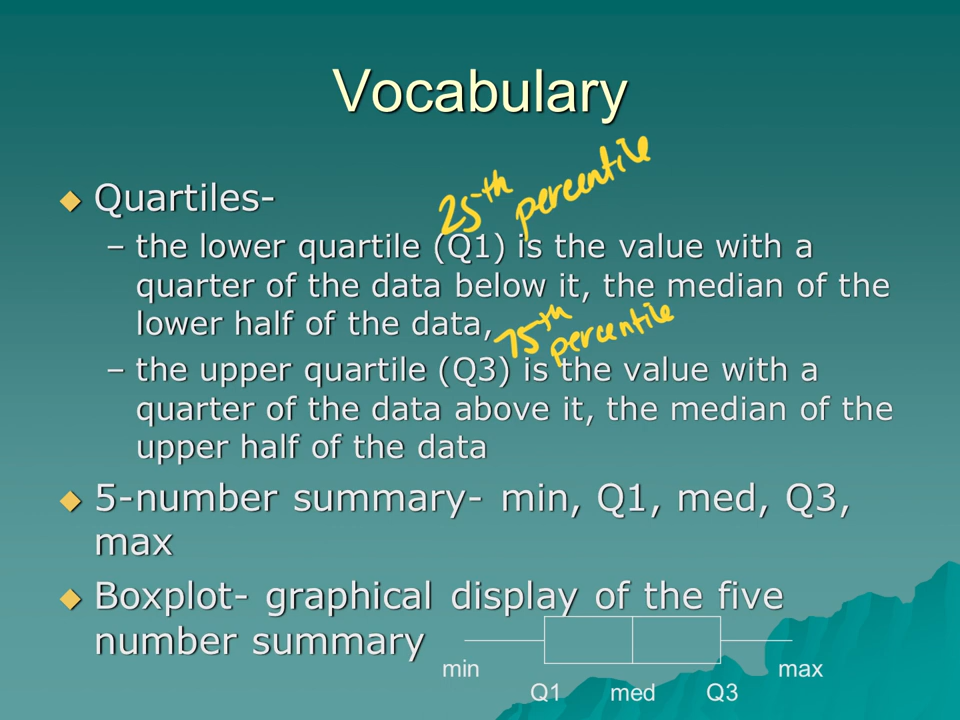 Vocabulary
Quartiles-
25th percentile
– the lower quartile (Q1) is the value with a
quarter of the data below it, the median of the
lower half of the data,
75th percentile
– the upper quartile (Q3) is the value with a
quarter of the data above it, the median of the
upper half of the data
5-number summary- min, Q1, med, Q3,
max
Boxplot- graphical display of the five
number summary
min max
Q1 med Q3